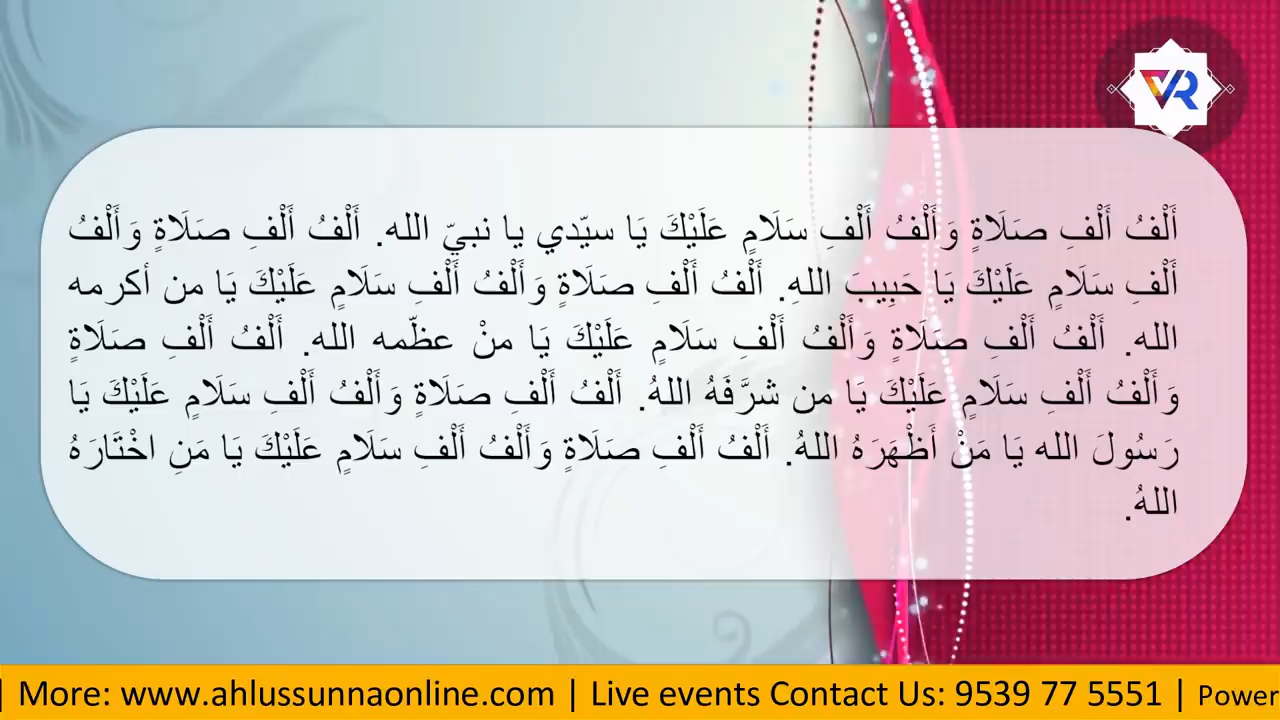 VR
أَلْفُ أَلْفِ صَلَاةٍ وَأَلْفُ أَلْفِ سَلَامٍ عَلَيْكَ يَا سيّدي يا نبيّ الله. أَلْفُ أَلْفِ صَلَاةٍ وَأَلْفُ
أَلْفِ سَلَامٍ عَلَيْكَ يَا حَبِيبَ اللهِ. أَلْفُ أَلْفِ صَلَاةٍ وَأَلْفُ أَلْفِ سَلَامٍ عَلَيْكَ يَا من أكرمه
الله. أَلْفُ أَلْفِ صَلَاةٍ وَأَلْفُ أَلْفِ سَلَامٍ عَلَيْكَ يَا منْ عظّمه الله. أَلْفُ أَلْفِ صَلَاةٍ
وَأَلْفُ أَلْفِ سَلَامٍ عَلَيْكَ يَا من شرَّفَهُ اللهُ. أَلْفُ أَلْفِ صَلَاةٍ وَأَلْفُ أَلْفِ سَلَامٍ عَلَيْكَ يَا
رَسُولَ الله يَا مَنْ أَظْهَرَهُ اللهُ. أَلْفُ أَلْفِ صَلَاةٍ وَأَلْفُ أَلْفِ سَلَامٍ عَلَيْكَ يَا مَنِ اخْتَارَهُ
اللهُ.
| More: www.ahlussunnaonline.com | Live events Contact Us: 9539 77 5551 | Power